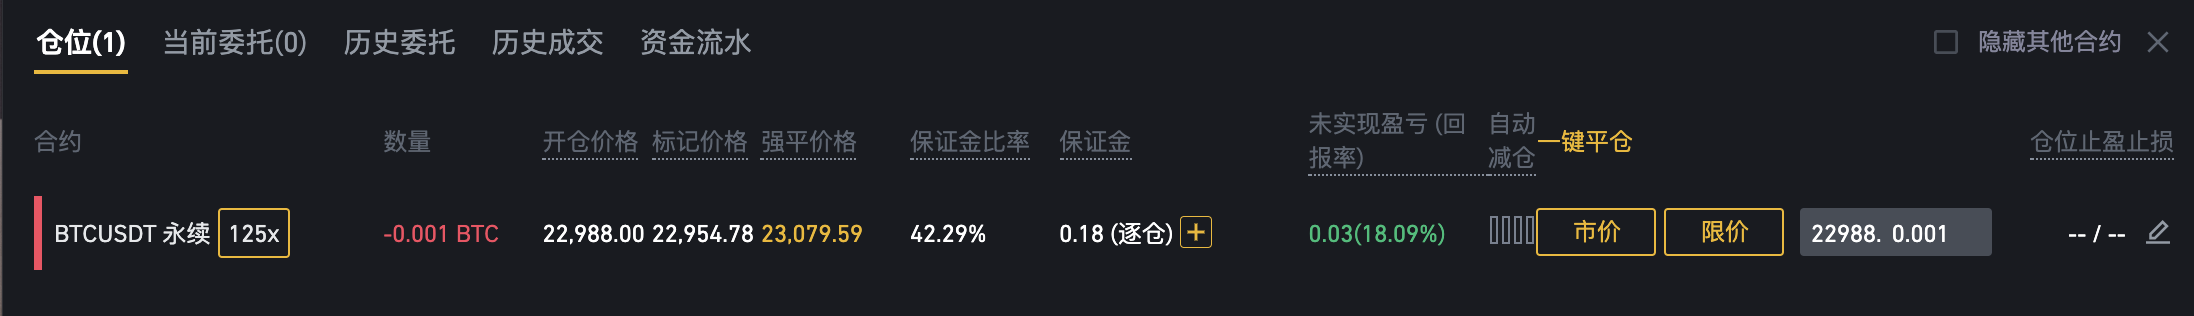 仓位(1) 当前委托(0) 历史委托 历史成交 资金流水 隐藏其他合约
合约 数量 开仓价格 标记价格 强平价格 保证金比率 保证金 未实现盈亏 (回报率) 自动减仓 一键平仓 仓位止盈止损
BTCUSDT 永续 125x -0.001 BTC 22,988.00 22,954.78 23,079.59 42.29% 0.18 (逐仓) + 0.03(18.09%) 市价 限价 22988. 0.001 -- / --